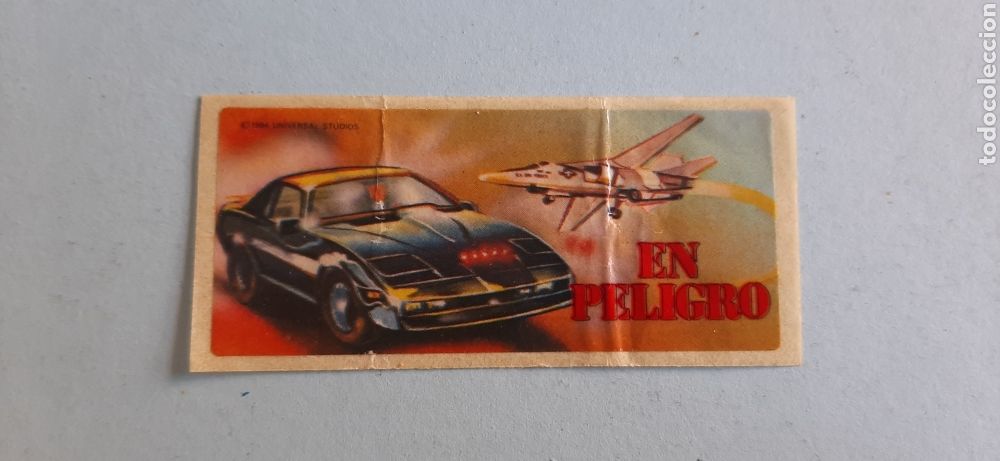 © 1984 UNIVERSAL STUDIOS
EN
PELIGRO
todocoleccion